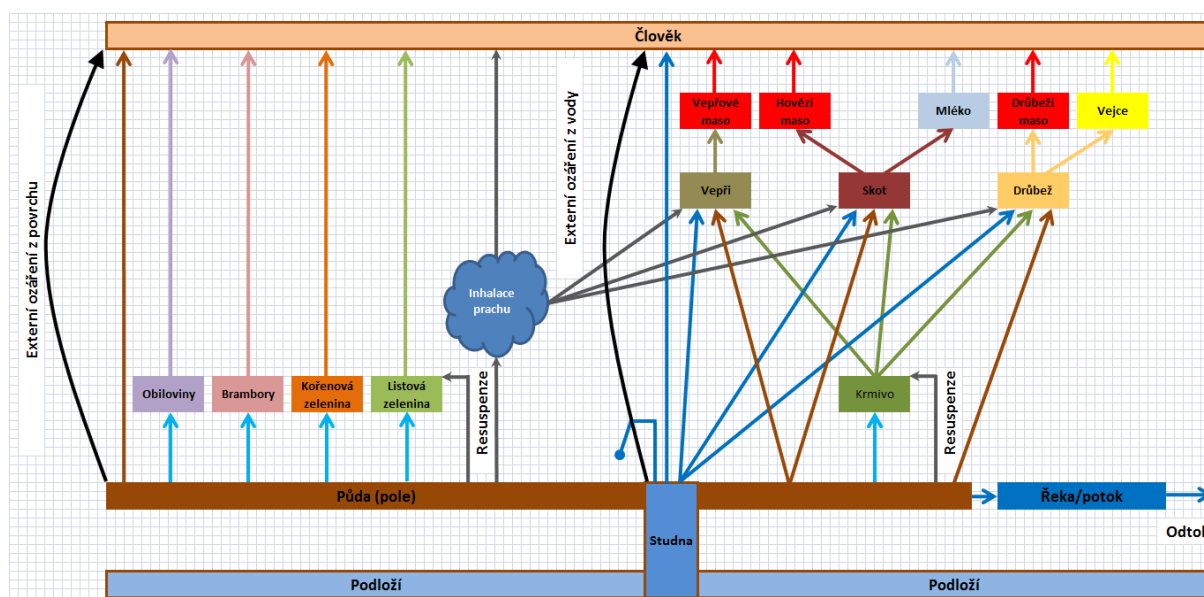 Člověk
Externí ozáření z povrchu
Externí ozáření z vody
Vepřové
maso
Hovězí
maso
Mléko
Drůbeží
maso
Vejce
Vepři
Skot
Drůbež
Inhalace
prachu
Obiloviny
Brambory
Kořenová
zelenina
Listová
zelenina
Resuspenze
Krmivo
Resuspenze
Půda (pole)
Studna
Řeka/potok
Odtok
Podloží
Podloží